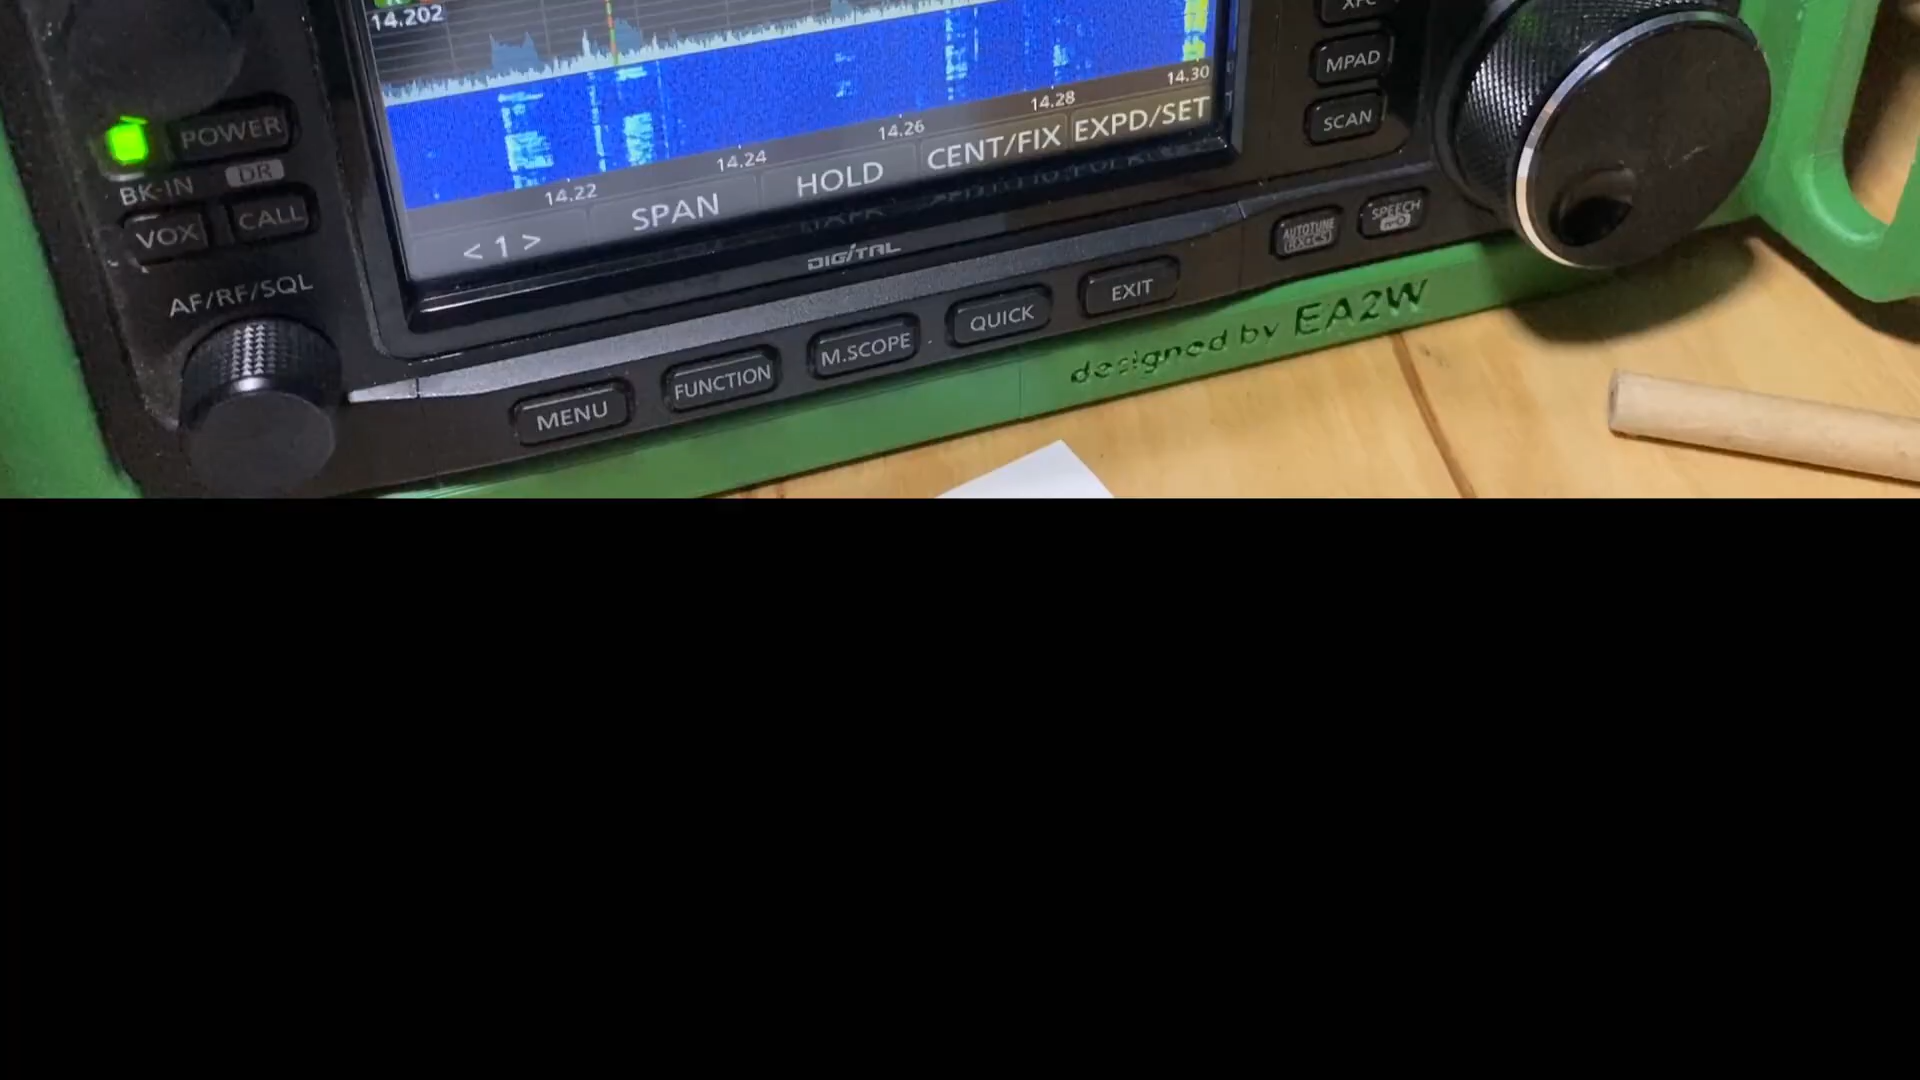 14.202
14.22 14.24 14.26 14.28 14.30
< 1 > SPAN HOLD CENT/FIX EXPD/SET
POWER
BK-IN DR
VOX CALL
AF/RF/SQL
DIGITAL
MENU FUNCTION M.SCOPE QUICK EXIT
MPAD
SCAN
AUTOTUNE
(RX•CS)
SPEECH
designed by EA2W